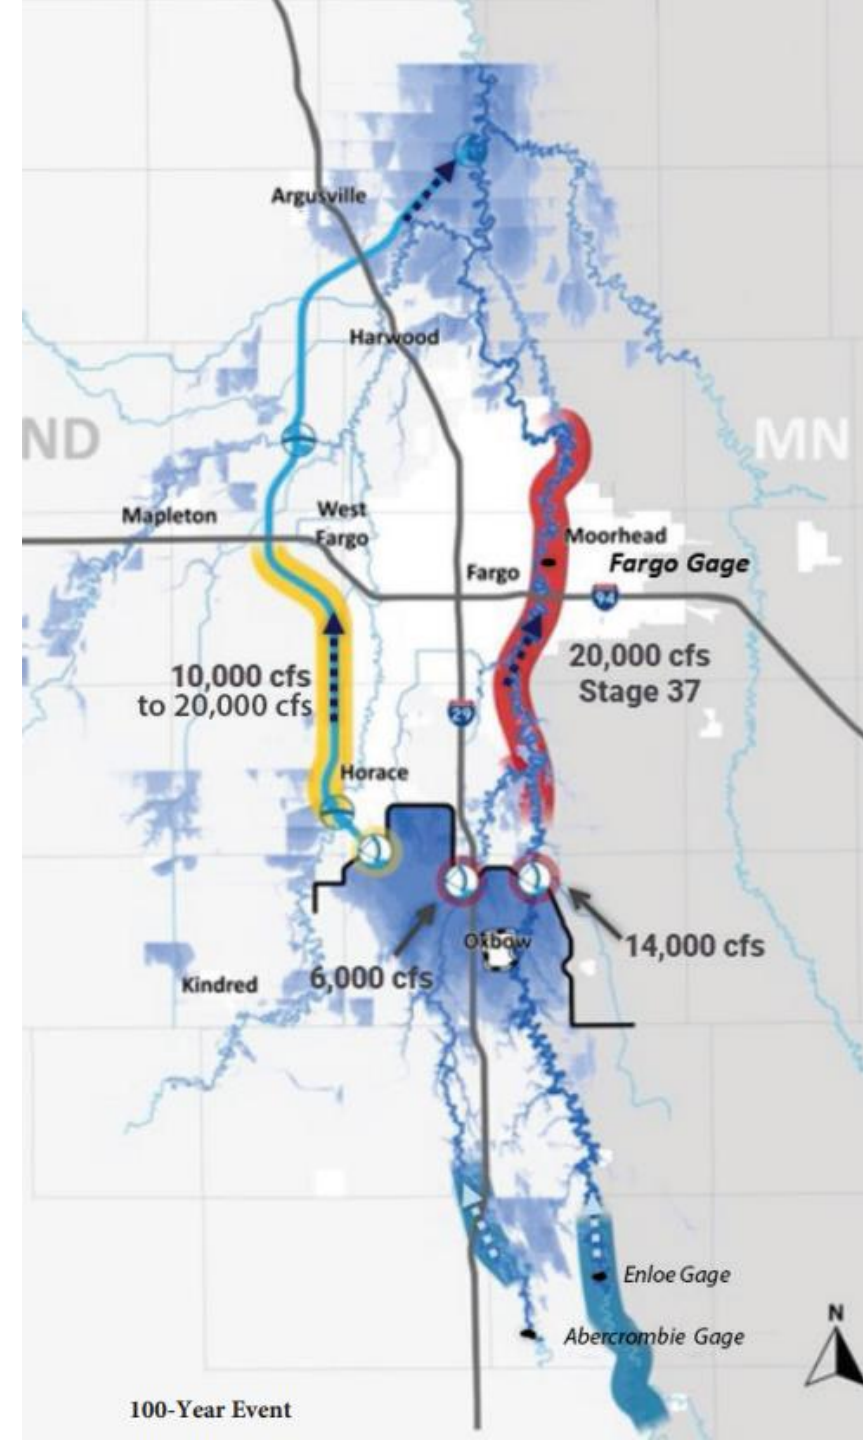 Argusville
Harwood
ND
MN
Mapleton
West
Fargo
Moorhead
Fargo Gage
Fargo
94
10,000 cfs
to 20,000 cfs
20,000 cfs
Stage 37
29
Horace
Oxbow
14,000 cfs
6,000 cfs
Kindred
Enloe Gage
Abercrombie Gage
N
100-Year Event